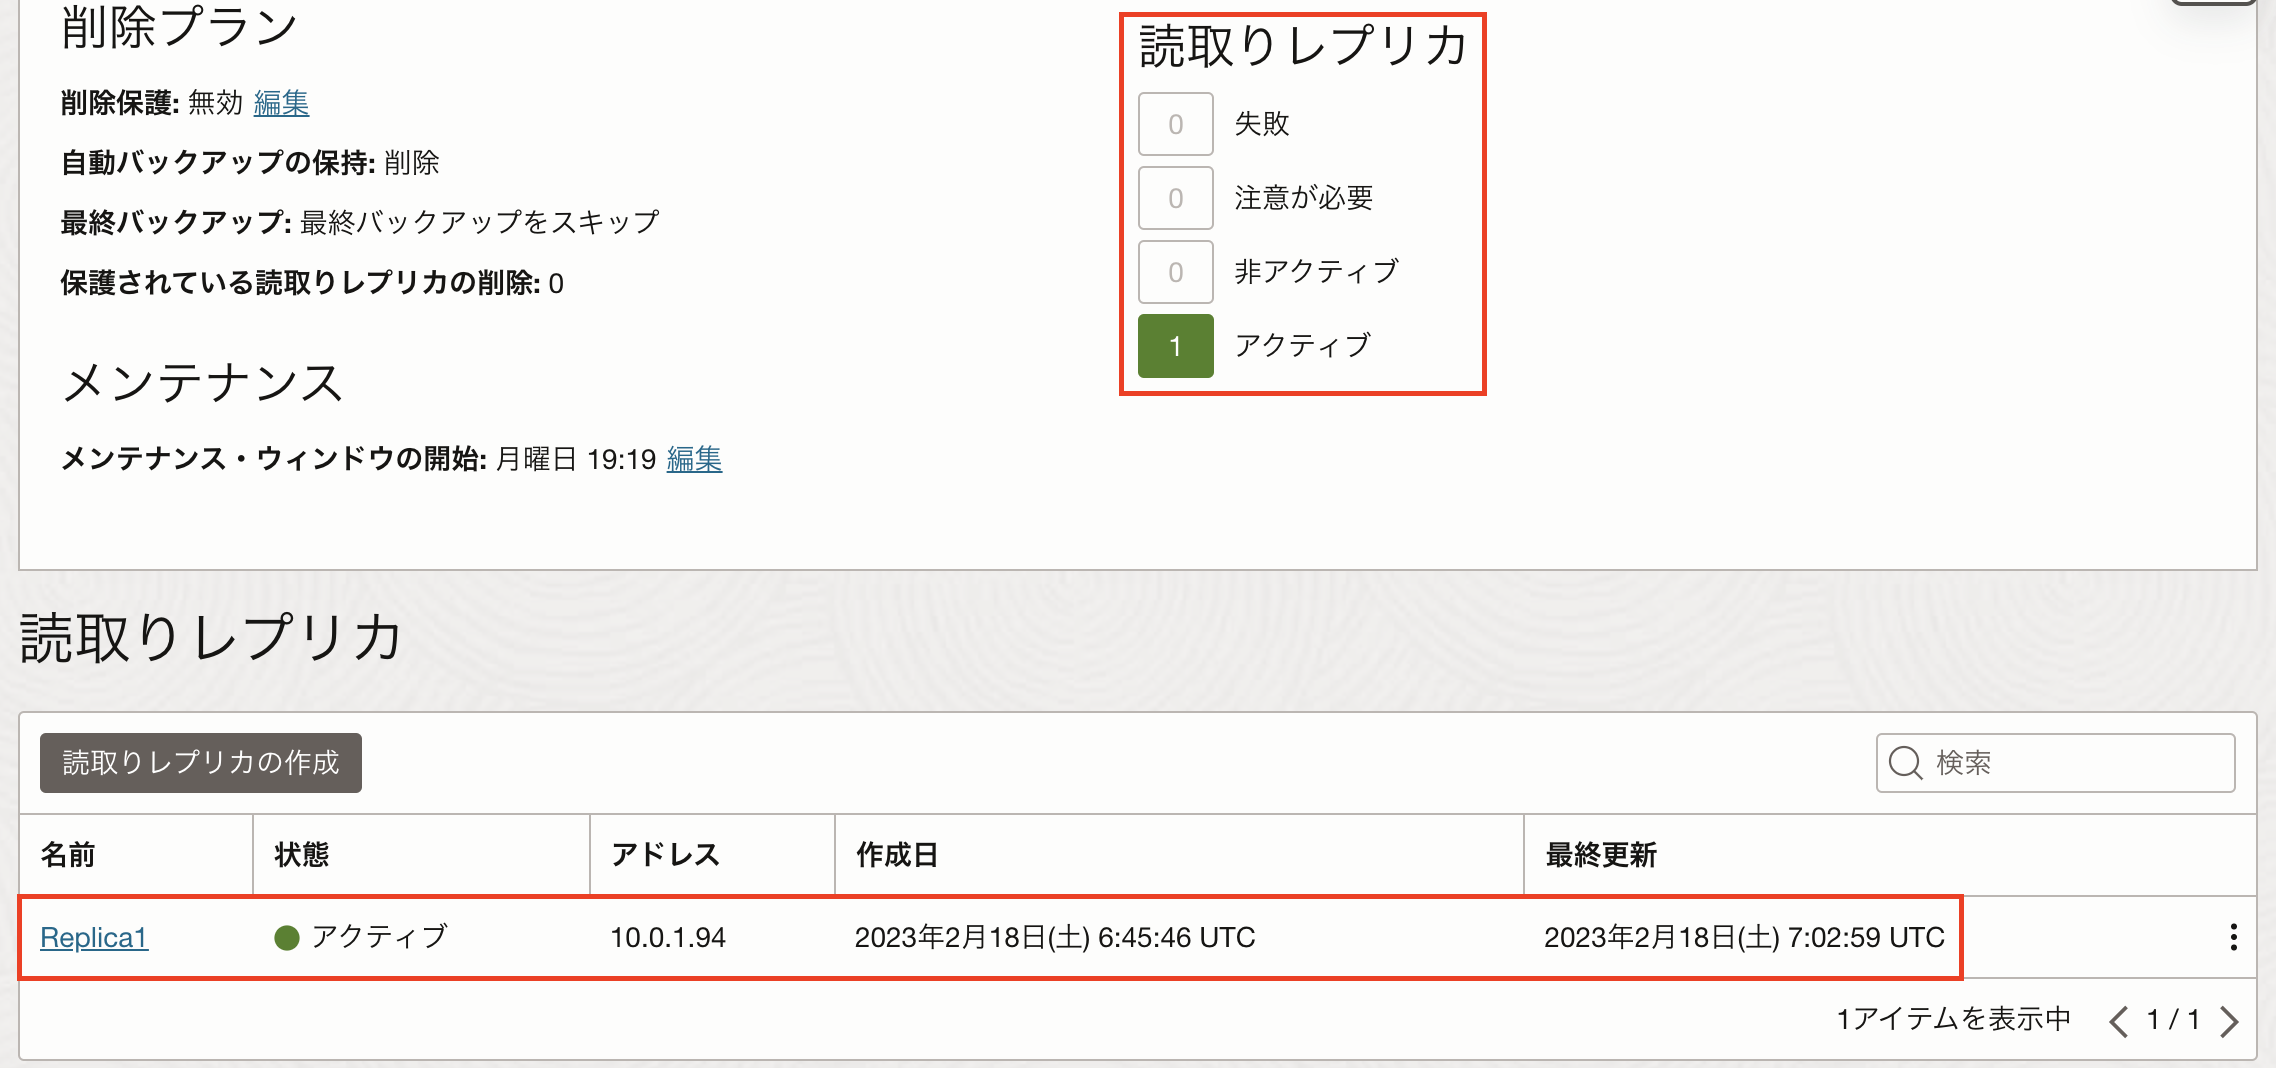 削除プラン
削除保護: 無効 編集
自動バックアップの保持: 削除
最終バックアップ: 最終バックアップをスキップ
保護されている読取りレプリカの削除: 0
メンテナンス
メンテナンス・ウィンドウの開始: 月曜日 19:19 編集
読取りレプリカ
0 失敗
0 注意が必要
0 非アクティブ
1 アクティブ
読取りレプリカ
読取りレプリカの作成
検索
名前 状態 アドレス 作成日 最終更新
Replica1 アクティブ 10.0.1.94 2023年2月18日(土) 6:45:46 UTC 2023年2月18日(土) 7:02:59 UTC
1アイテムを表示中 1 / 1